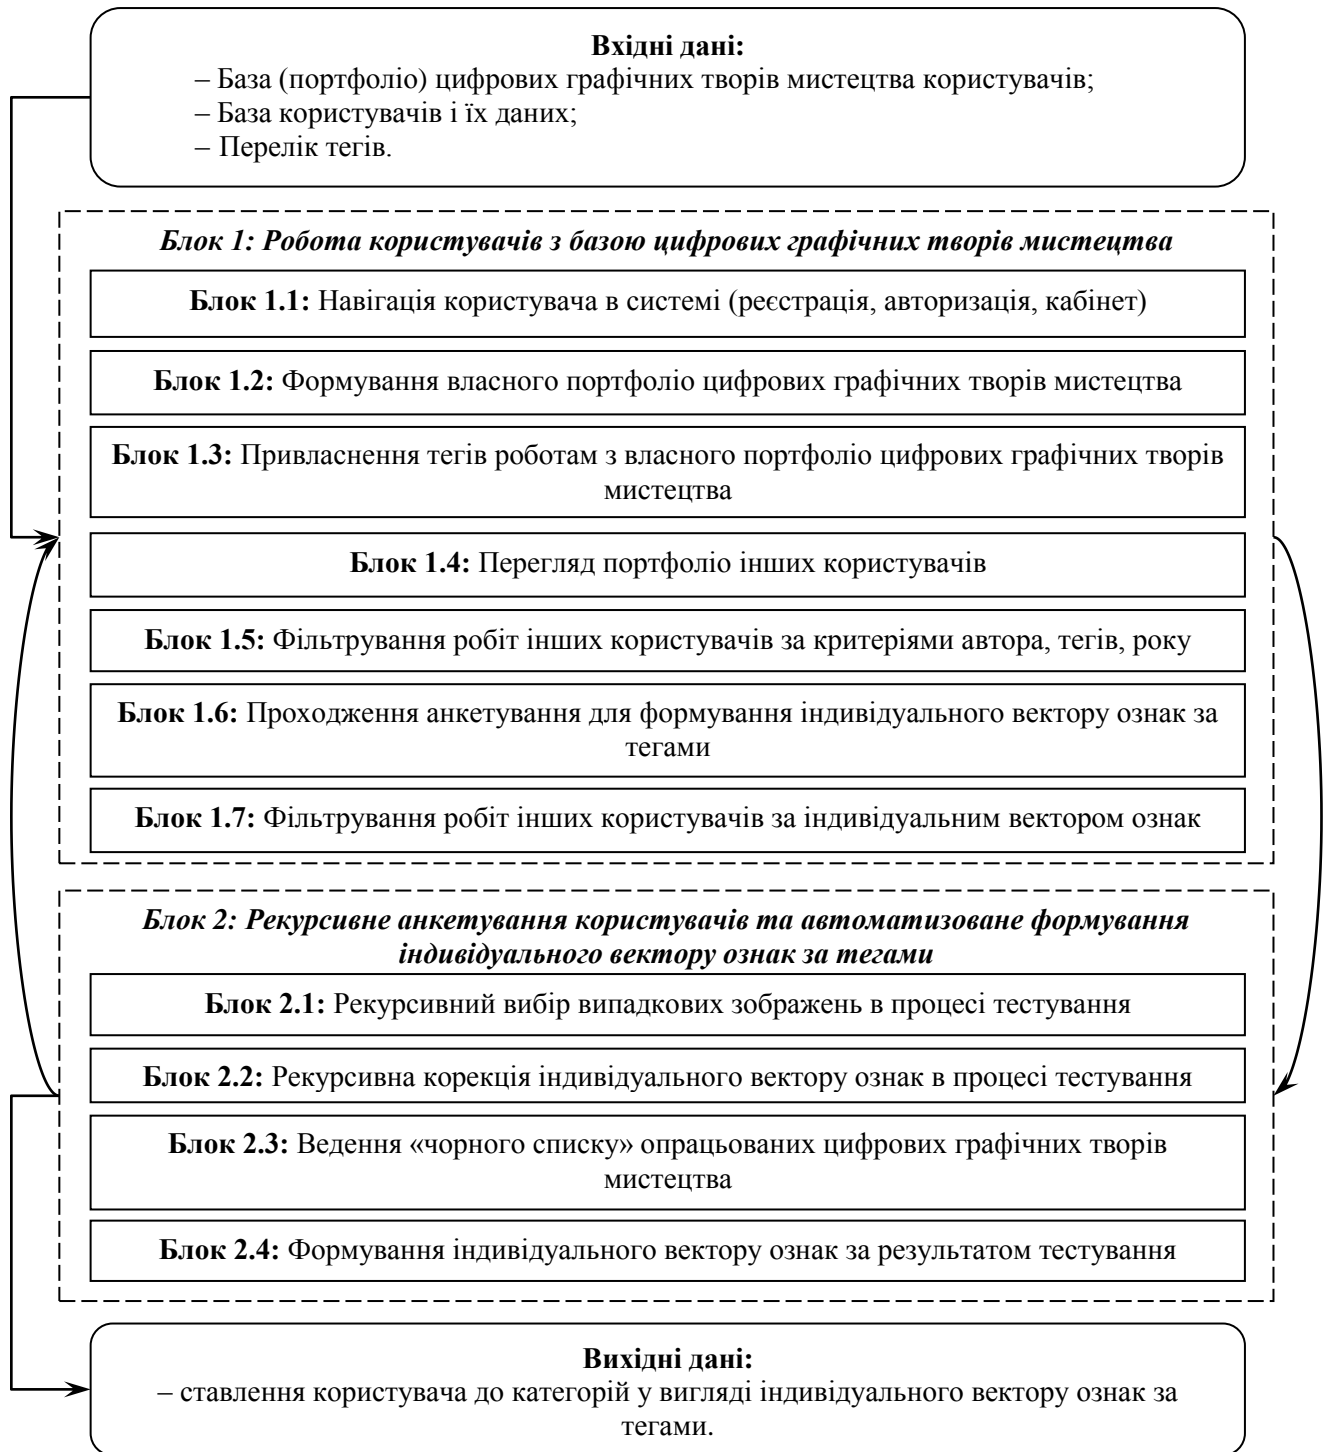 Вхідні дані:
– База (портфоліо) цифрових графічних творів мистецтва користувачів;
– База користувачів і їх даних;
– Перелік тегів.
Блок 1: Робота користувачів з базою цифрових графічних творів мистецтва
Блок 1.1: Навігація користувача в системі (реєстрація, авторизація, кабінет)
Блок 1.2: Формування власного портфоліо цифрових графічних творів мистецтва
Блок 1.3: Привласнення тегів роботам з власного портфоліо цифрових графічних творів
мистецтва
Блок 1.4: Перегляд портфоліо інших користувачів
Блок 1.5: Фільтрування робіт інших користувачів за критеріями автора, тегів, року
Блок 1.6: Проходження анкетування для формування індивідуального вектору ознак за
тегами
Блок 1.7: Фільтрування робіт інших користувачів за індивідуальним вектором ознак
Блок 2: Рекурсивне анкетування користувачів та автоматизоване формування
індивідуального вектору ознак за тегами
Блок 2.1: Рекурсивний вибір випадкових зображень в процесі тестування
Блок 2.2: Рекурсивна корекція індивідуального вектору ознак в процесі тестування
Блок 2.3: Ведення «чорного списку» опрацьованих цифрових графічних творів
мистецтва
Блок 2.4: Формування індивідуального вектору ознак за результатом тестування
Вихідні дані:
– ставлення користувача до категорій у вигляді індивідуального вектору ознак за
тегами.